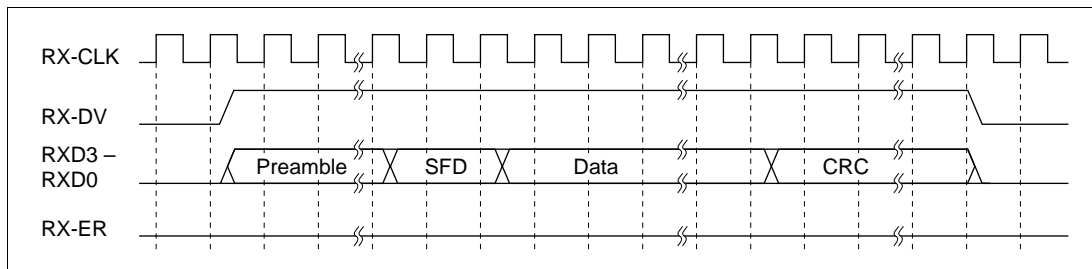 RX-CLK
RX-DV
RXD3 –
RXD0
Preamble SFD Data CRC
RX-ER